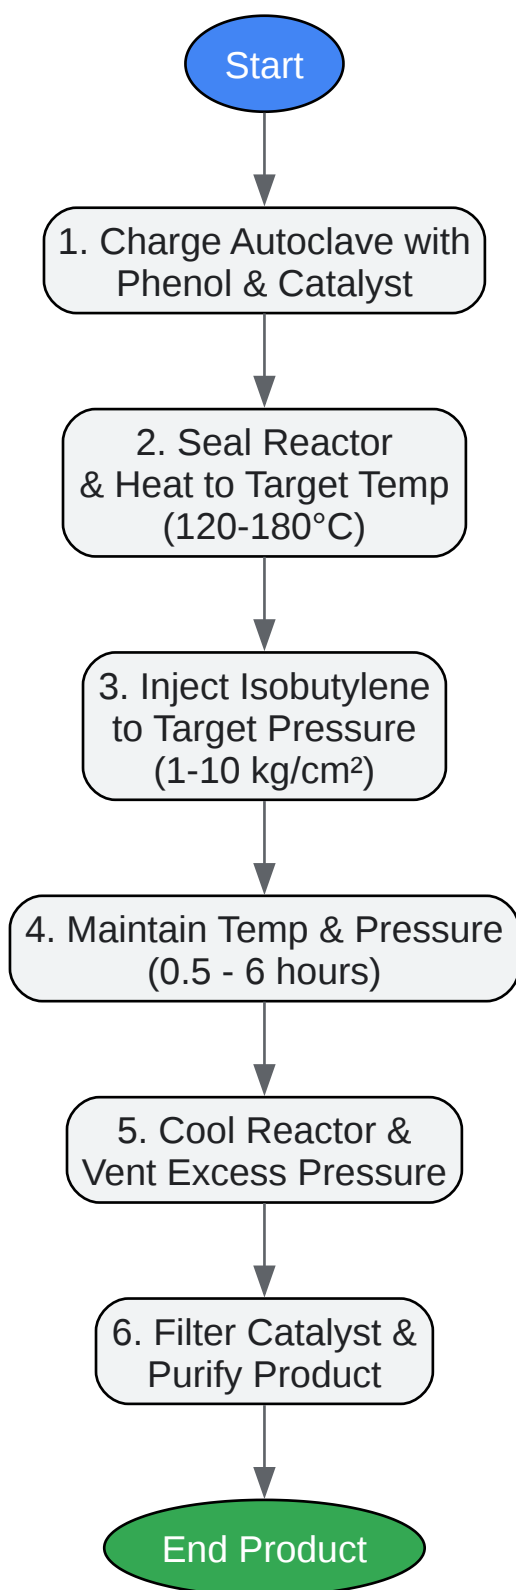 Start
1. Charge Autoclave with
Phenol & Catalyst
2. Seal Reactor
& Heat to Target Temp
(120-180°C)
3. Inject Isobutylene
to Target Pressure
(1-10 kg/cm²)
4. Maintain Temp & Pressure
(0.5 - 6 hours)
5. Cool Reactor &
Vent Excess Pressure
6. Filter Catalyst &
Purify Product
End Product